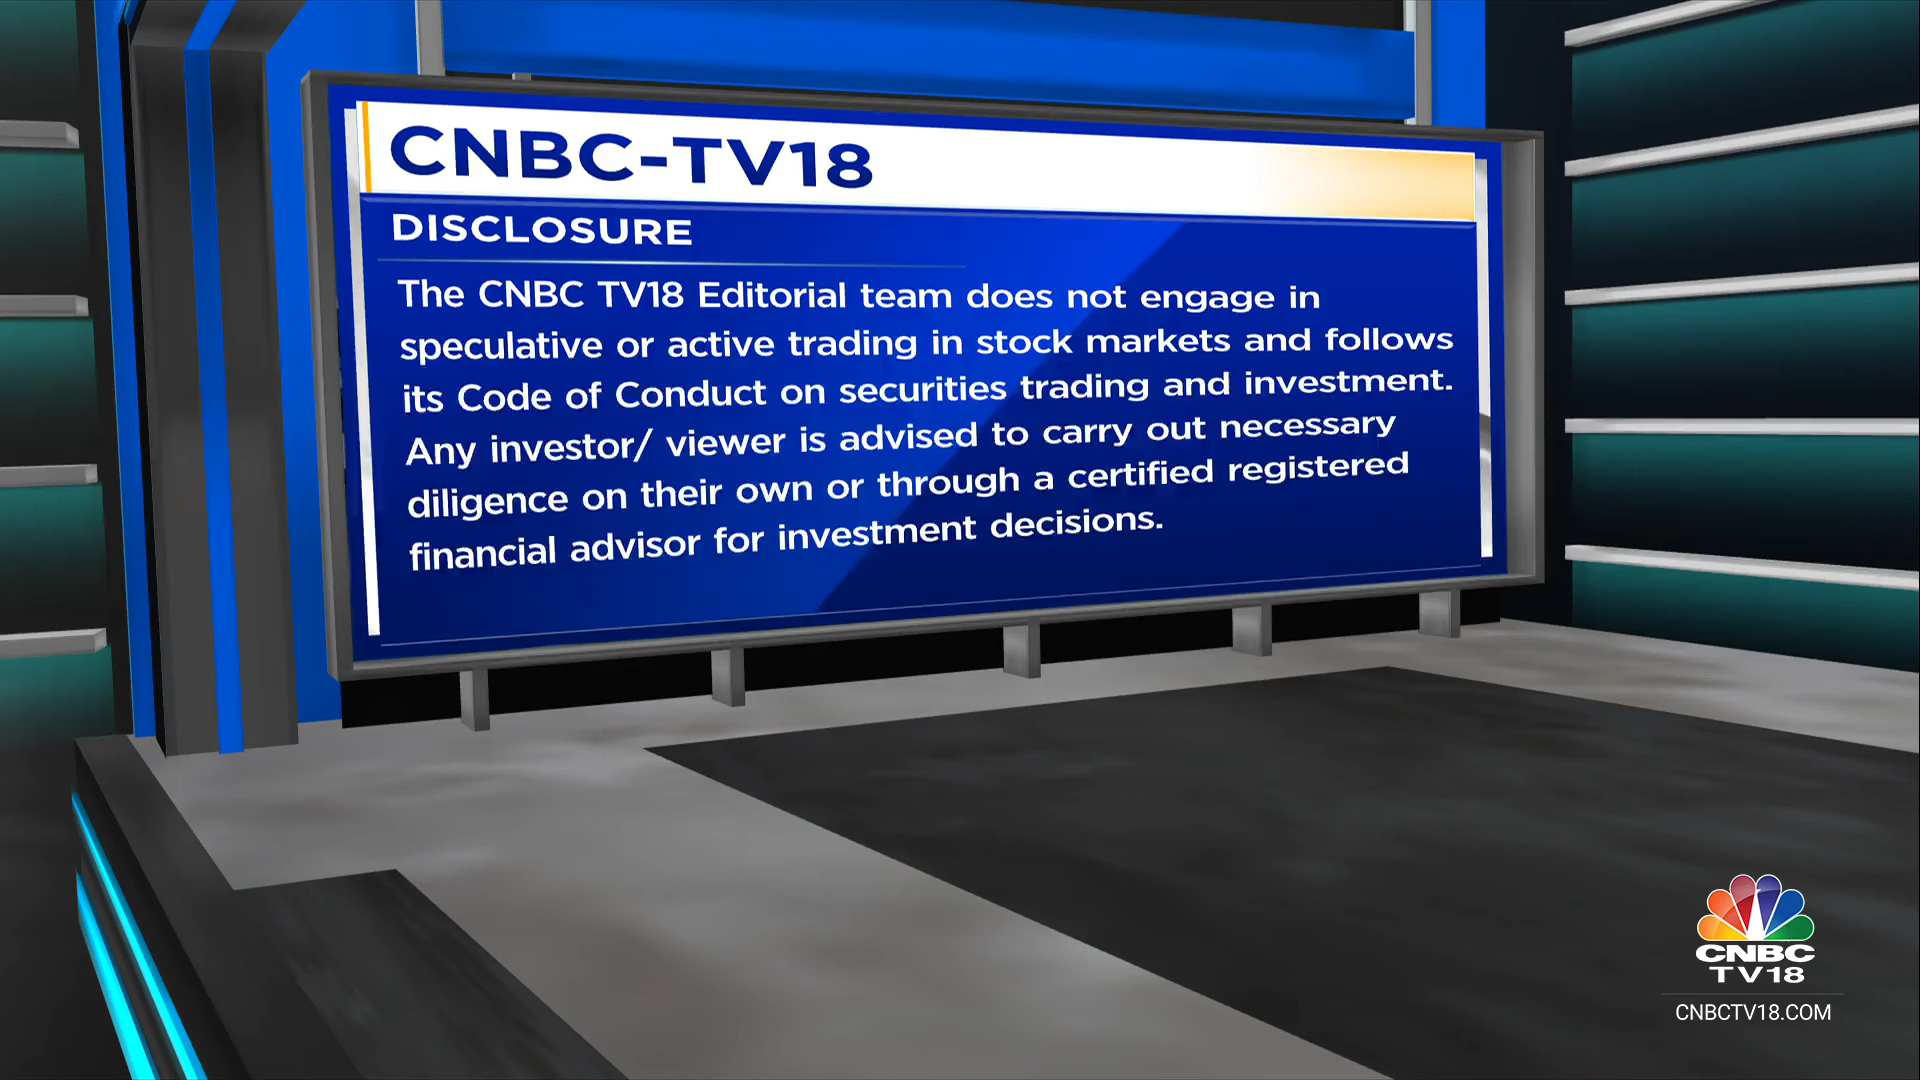 CNBC-TV18
DISCLOSURE
The CNBC TV18 Editorial team does not engage in
speculative or active trading in stock markets and follows
its Code of Conduct on securities trading and investment.
Any investor/ viewer is advised to carry out necessary
diligence on their own or through a certified registered
financial advisor for investment decisions.
CNBC
TV18
CNBCTV18.COM